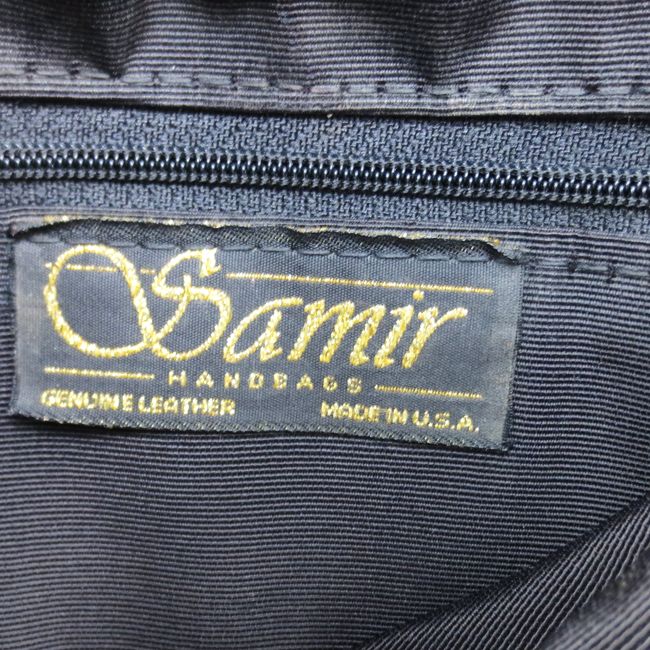 Samir
HANDBAGS
GENUINE LEATHER MADE IN U.S.A.